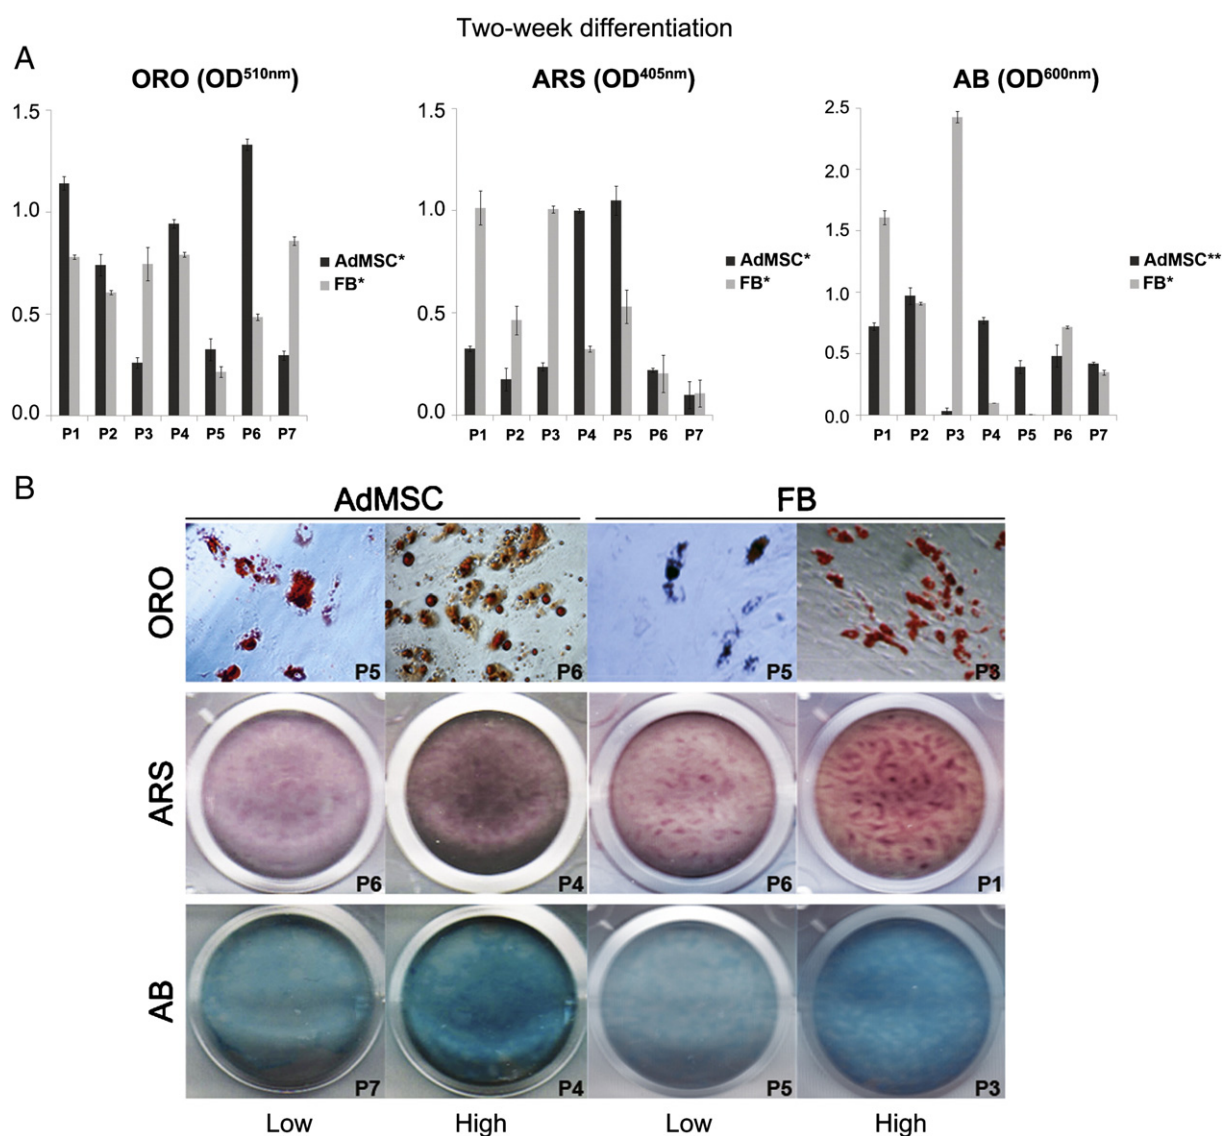 Two-week differentiation
A
ORO (OD510nm)
ARS (OD405nm)
AB (OD600nm)
1.5
1.0
0.5
0.0
P1 P2 P3 P4 P5 P6 P7
AdMSC*
FB*
1.5
1.0
0.5
0.0
P1 P2 P3 P4 P5 P6 P7
AdMSC*
FB*
2.5
2.0
1.5
1.0
0.5
0.0
P1 P2 P3 P4 P5 P6 P7
AdMSC**
FB*
B
AdMSC FB
ORO
P5 P6 P5 P3
ARS
P6 P4 P6 P1
AB
P7 P4 P5 P3
Low High Low High